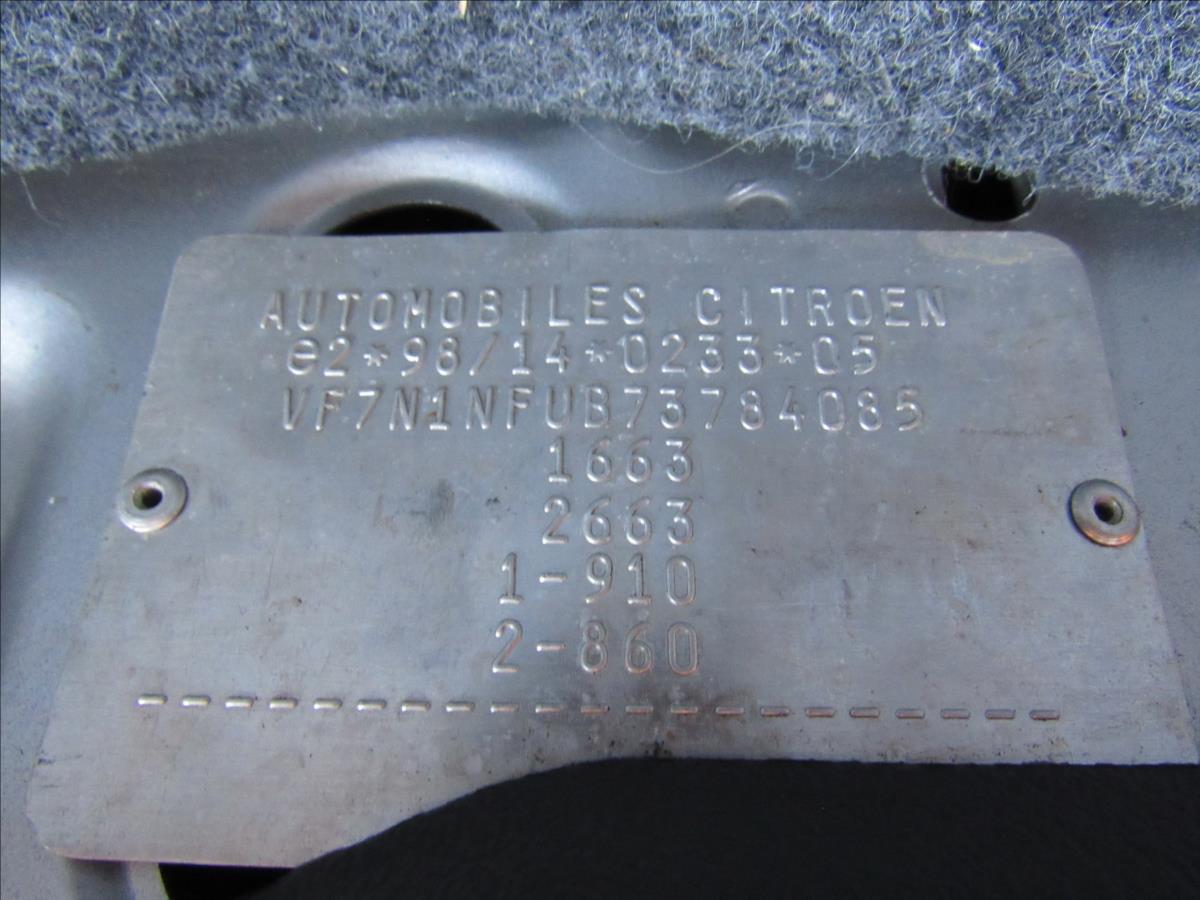 AUTOMOBILES CITROEN
e2*98/14*0233*05
VF7N1NFUB73784085
1663
2663
1-910
2-860
---------------------